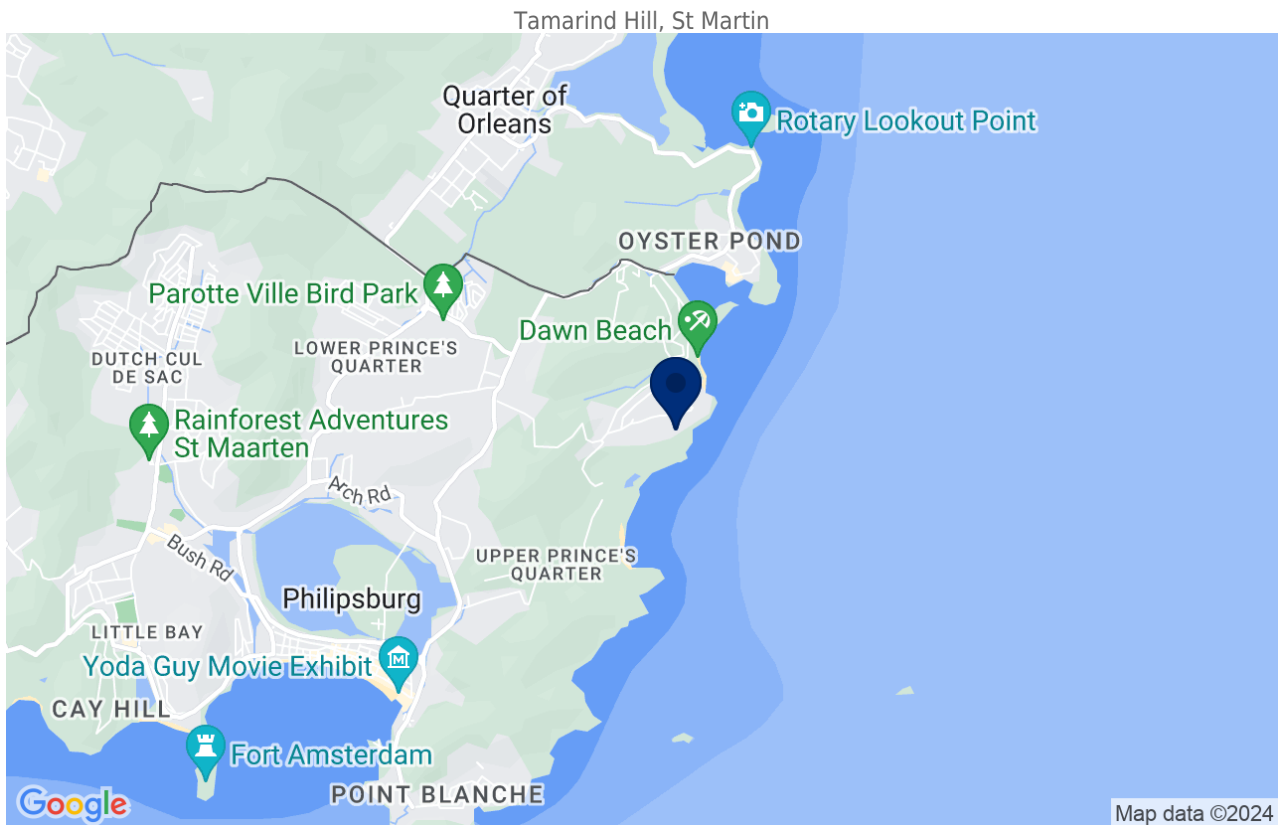 Tamarind Hill, St Martin
Quarter of
Orleans
Rotary Lookout Point
OYSTER POND
Parotte Ville Bird Park
Dawn Beach
LOWER PRINCE'S
QUARTER
DUTCH CUL
DE SAC
Rainforest Adventures
St Maarten
Arch Rd
Bush Rd
UPPER PRINCE'S
QUARTER
Philipsburg
LITTLE BAY
Yoda Guy Movie Exhibit
M
CAY HILL
Fort Amsterdam
POINT BLANCHE
Google
Map data ©2024